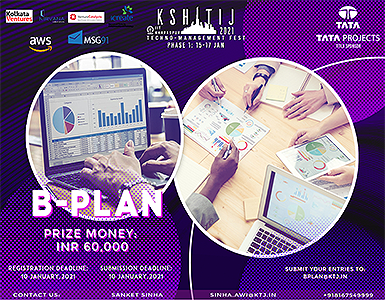 Kolkata
Ventures
icreate
aws
MSG91
KSHITIJ
2021
TECHNO-MANAGEMENT FEST
PHASE 1: 15-17 JAN
TATA
TATA PROJECTS
TITLE SPONSOR
B-PLAN
PRIZE MONEY:
INR 60,000
REGISTRATION DEADLINE:
10 JANUARY,2021
SUBMISSION DEADLINE:
10 JANUARY,2021
SUBMIT YOUR ENTRIES TO:
BPLAN@KTJ.IN
CONTACT US:
SANKET SINHA
SINHA.AWI@KTJ.IN
+918167549999